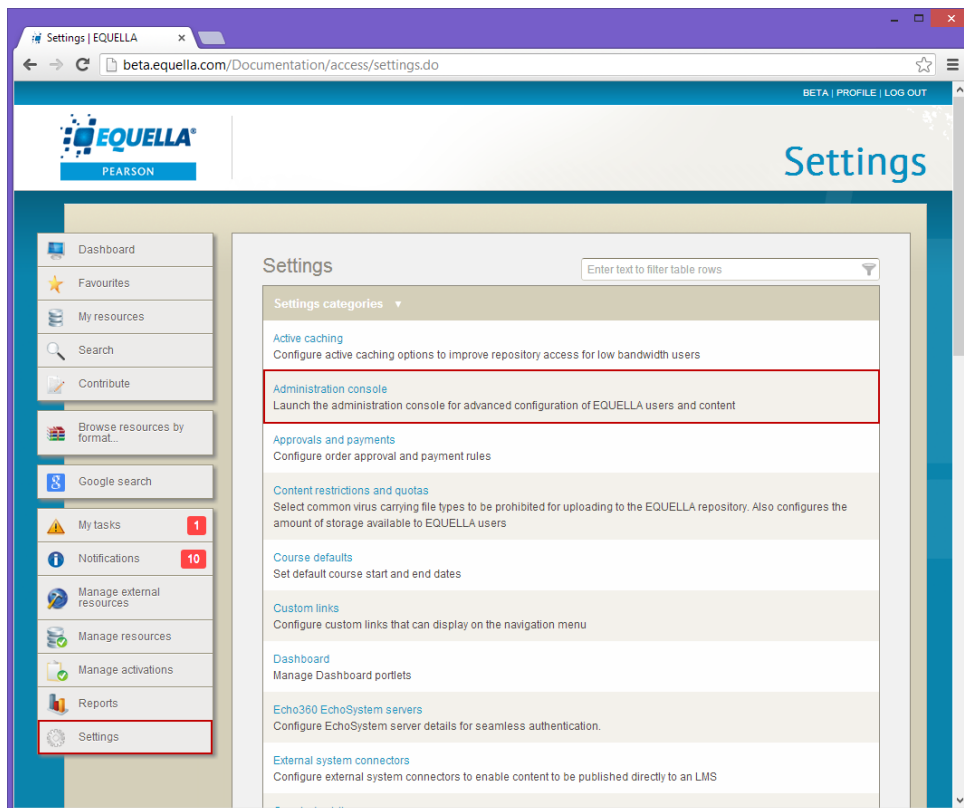 Settings | EQUELLA
beta.equella.com/Documentation/access/settings.do
BETA | PROFILE | LOG OUT
EQUELLA®
PEARSON
Settings
Dashboard
Favourites
My resources
Search
Contribute
Browse resources by
format...
Google search
My tasks 1
Notifications 10
Manage external
resources
Manage resources
Manage activations
Reports
Settings
Settings
Enter text to filter table rows
Settings categories
Active caching
Configure active caching options to improve repository access for low bandwidth users
Administration console
Launch the administration console for advanced configuration of EQUELLA users and content
Approvals and payments
Configure order approval and payment rules
Content restrictions and quotas
Select common virus carrying file types to be prohibited for uploading to the EQUELLA repository. Also configures the
amount of storage available to EQUELLA users
Course defaults
Set default course start and end dates
Custom links
Configure custom links that can display on the navigation menu
Dashboard
Manage Dashboard portlets
Echo360 EchoSystem servers
Configure EchoSystem server details for seamless authentication.
External system connectors
Configure external system connectors to enable content to be published directly to an LMS